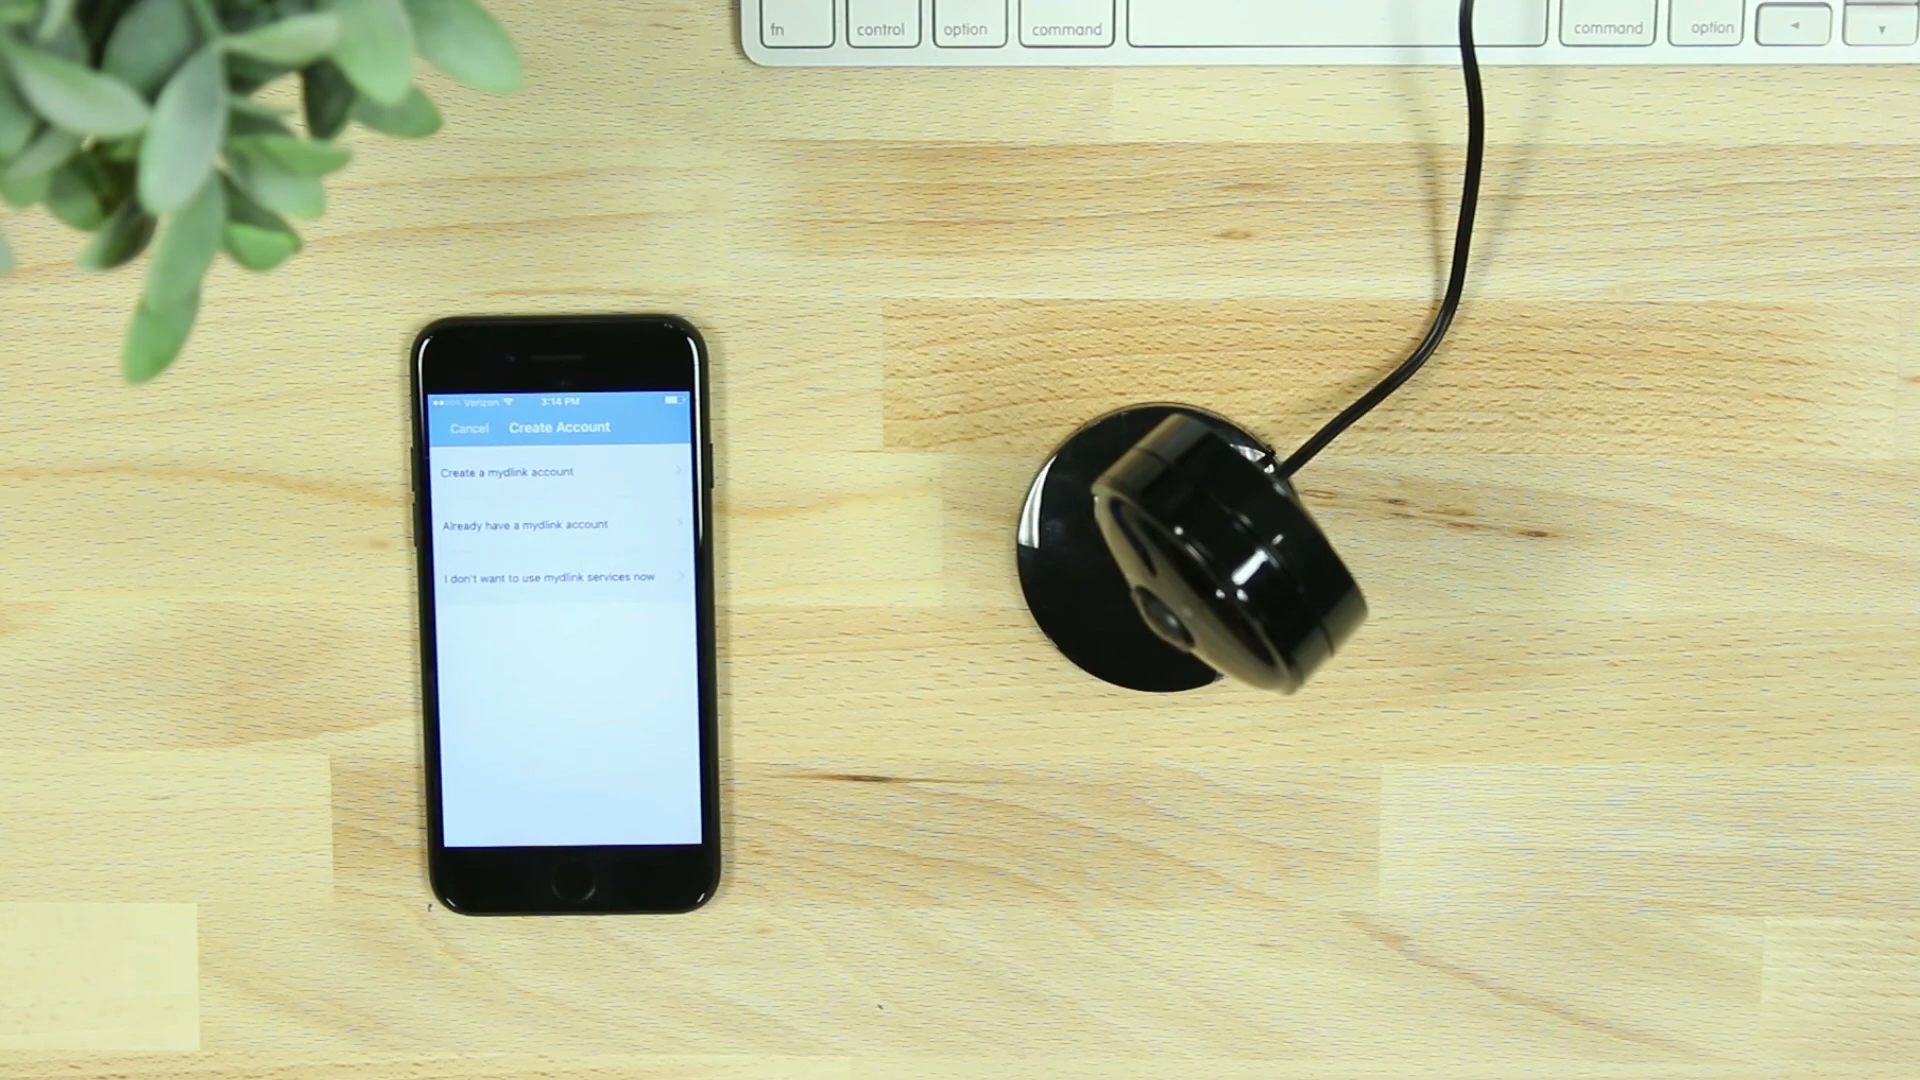 fn control option command command option
Verizon 3:14 PM
Cancel Create Account
Create a mydlink account
Already have a mydlink account
I don't want to use mydlink services now